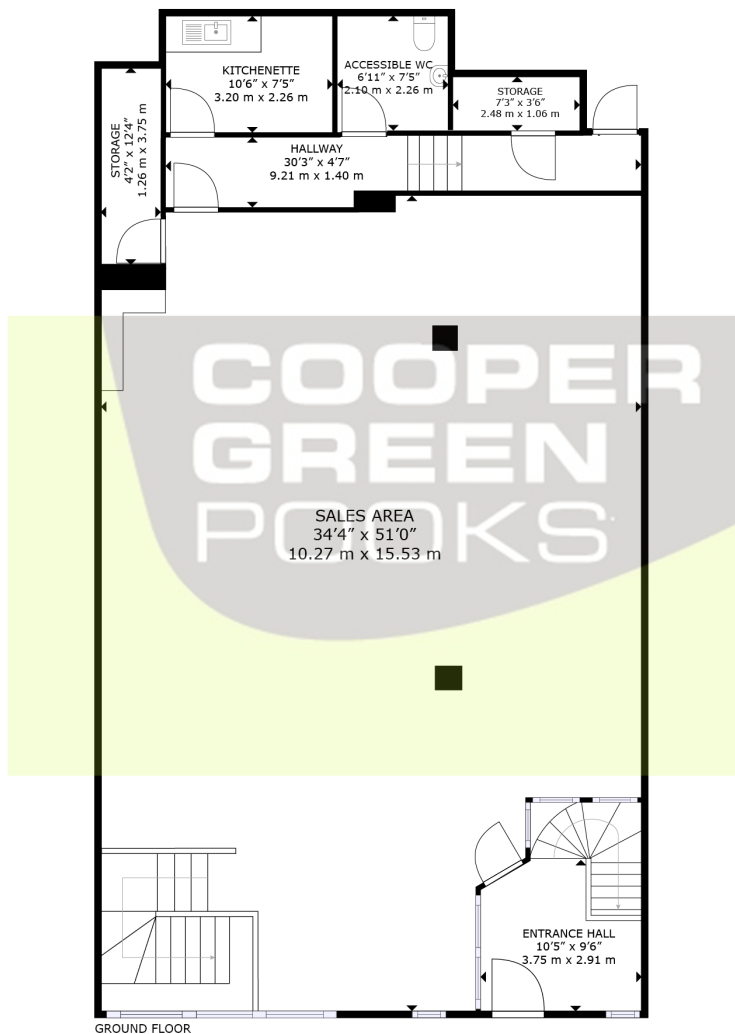 KITCHENETTE
10'6" x 7'5"
3.20 m x 2.26 m
ACCESSIBLE WC
6'11" x 7'5"
2.10 m x 2.26 m
STORAGE
7'3" x 3'6"
2.48 m x 1.06 m
STORAGE
4'2" x 12'4"
1.26 m x 3.75 m
HALLWAY
30'3" x 4'7"
9.21 m x 1.40 m
COOPER
GREEN
POOKS
SALES AREA
34'4" x 51'0"
10.27 m x 15.53 m
ENTRANCE HALL
10'5" x 9'6"
3.75 m x 2.91 m
GROUND FLOOR